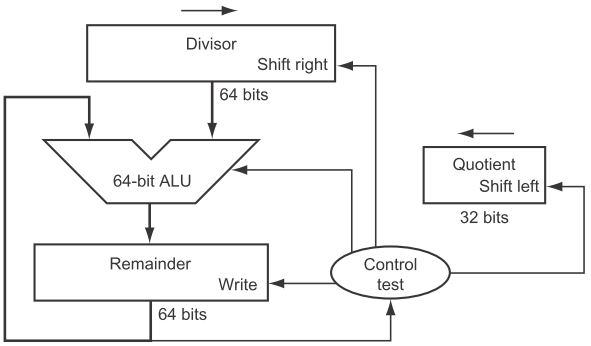 Divisor
Shift right
64 bits
64-bit ALU
Quotient
Shift left
32 bits
Remainder
Write
Control
test
64 bits